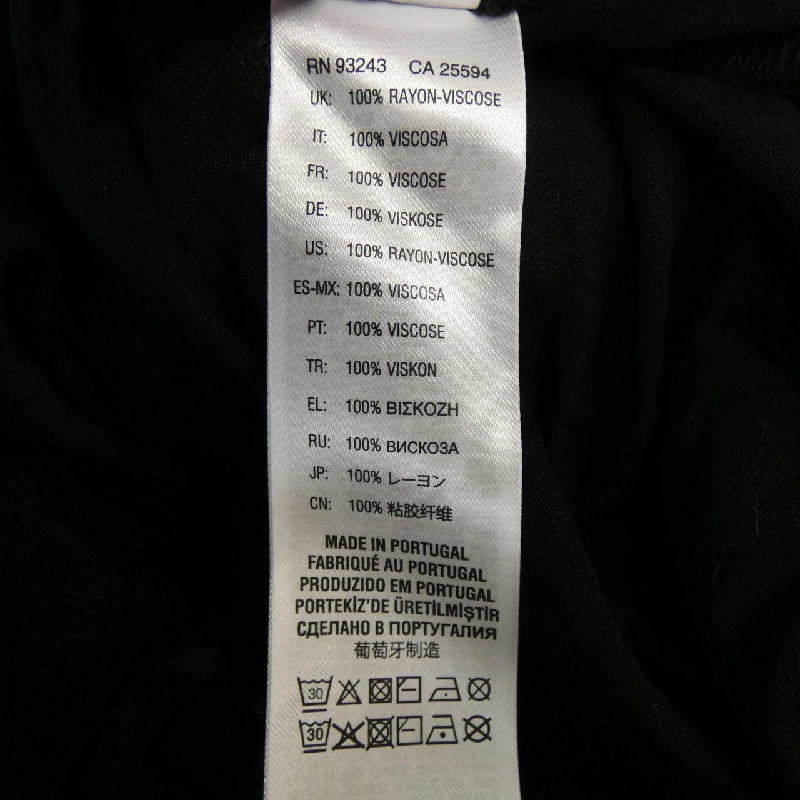 RN 93243 CA 25594
UK: 100% RAYON-VISCOSE
IT: 100% VISCOSA
FR: 100% VISCOSE
DE: 100% VISKOSE
US: 100% RAYON-VISCOSE
ES-MX: 100% VISCOSA
PT: 100% VISCOSE
TR: 100% VISKON
EL: 100% ΒΙΣΚΟΖΗ
RU: 100% ВИСКОЗА
JP: 100% レーヨン
CN: 100% 粘胶纤维
MADE IN PORTUGAL
FABRIQUÉ AU PORTUGAL
PRODUZIDO EM PORTUGAL
PORTEKİZ'DE ÜRETİLMİŞTİR
СДЕЛАНО В ПОРТУГАЛИЯ
葡萄牙制造
30
30